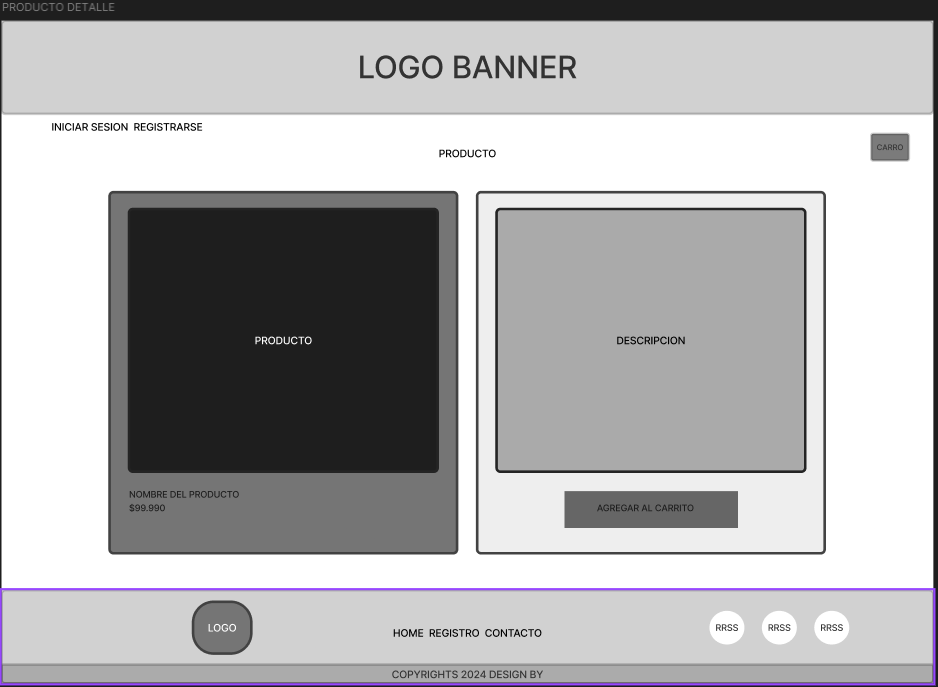 PRODUCTO DETALLE
LOGO BANNER
INICIAR SESION REGISTRARSE
PRODUCTO
CARRO
PRODUCTO
NOMBRE DEL PRODUCTO
$99.990
DESCRIPCION
AGREGAR AL CARRITO
LOGO
HOME REGISTRO CONTACTO
RRSS RRSS RRSS
COPYRIGHTS 2024 DESIGN BY